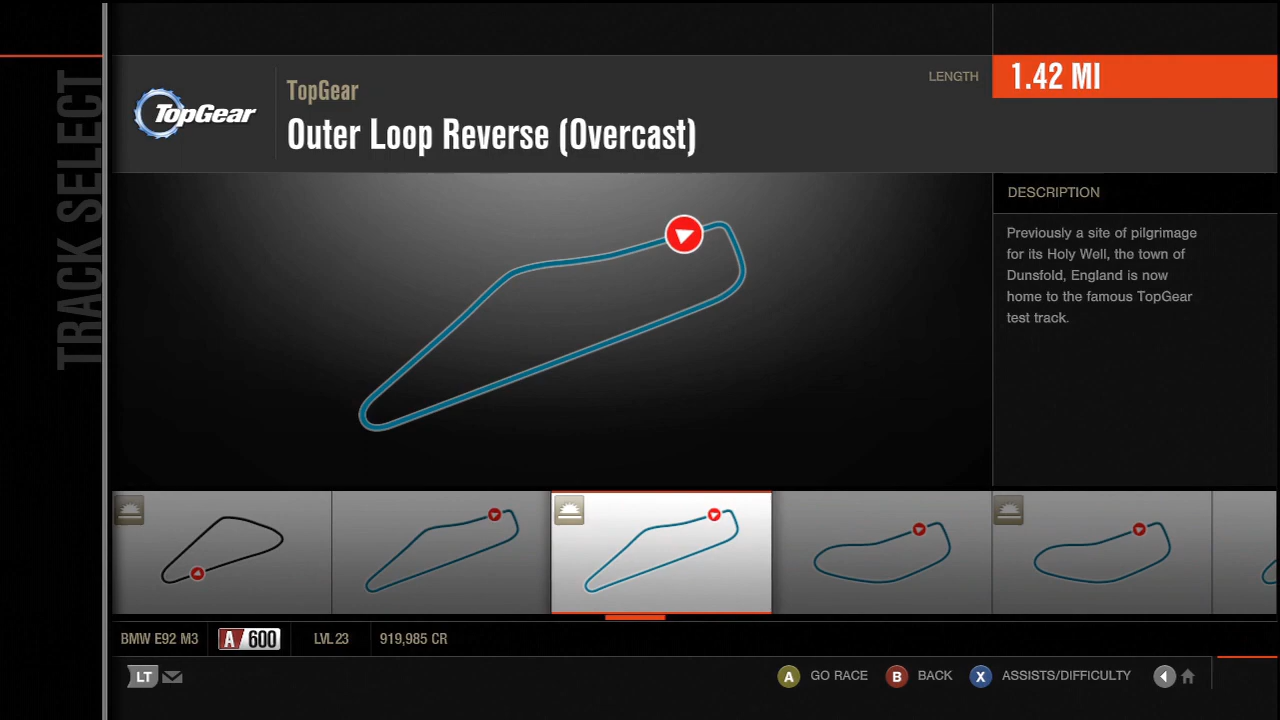 TRACK SELECT
TopGear
TopGear
Outer Loop Reverse (Overcast)
LENGTH
1.42 MI
DESCRIPTION
Previously a site of pilgrimage
for its Holy Well, the town of
Dunsfold, England is now
home to the famous TopGear
test track.
BMW E92 M3
A 600
LVL 23
919,985 CR
LT
A GO RACE
B BACK
X ASSISTS/DIFFICULTY